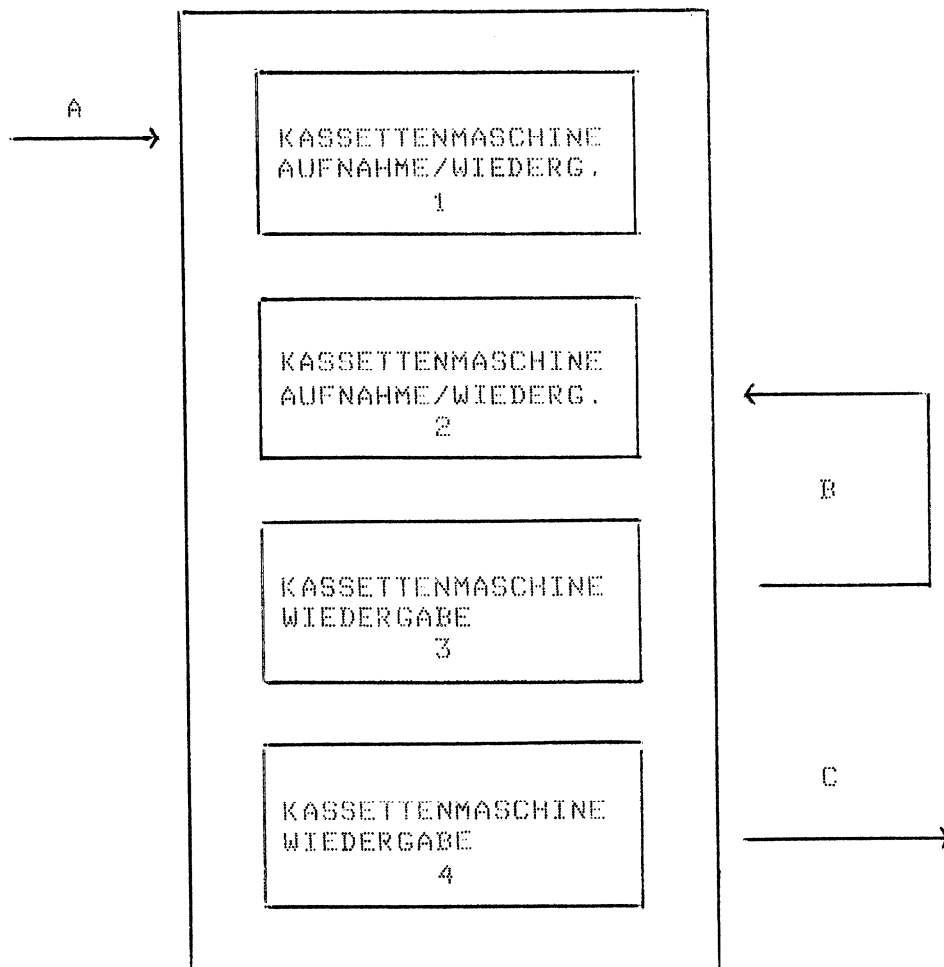 A
KASSETTENMASCHINE
AUFNAHME/WIEDERG.
1
KASSETTENMASCHINE
AUFNAHME/WIEDERG.
2
B
KASSETTENMASCHINE
WIEDERGABE
3
C
KASSETTENMASCHINE
WIEDERGABE
4